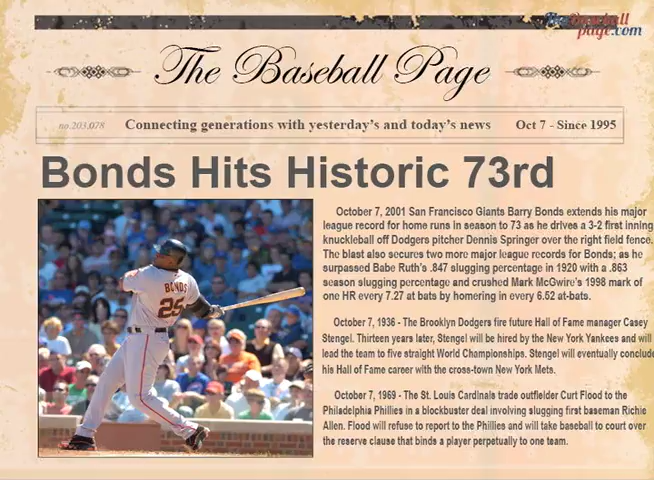 The Baseball
page.com
The Baseball Page
no.203,078 Connecting generations with yesterday's and today's news Oct 7 - Since 1995
Bonds Hits Historic 73rd
October 7, 2001 San Francisco Giants Barry Bonds extends his major
league record for home runs in season to 73 as he drives a 3-2 first inning
knuckleball off Dodgers pitcher Dennis Springer over the right field fence.
The blast also secures two more major league records for Bonds; as he
surpassed Babe Ruth's .847 slugging percentage in 1920 with a .863
season slugging percentage and crushed Mark McGwire's 1998 mark of
one HR every 7.27 at bats by homering in every 6.52 at-bats.
October 7, 1936 - The Brooklyn Dodgers fire future Hall of Fame manager Casey
Stengel. Thirteen years later, Stengel will be hired by the New York Yankees and will
lead the team to five straight World Championships. Stengel will eventually conclude
his Hall of Fame career with the cross-town New York Mets.
October 7, 1969 - The St. Louis Cardinals trade outfielder Curt Flood to the
Philadelphia Phillies in a blockbuster deal involving slugging first baseman Richie
Allen. Flood will refuse to report to the Phillies and will take baseball to court over
the reserve clause that binds a player perpetually to one team.
BONDS
25